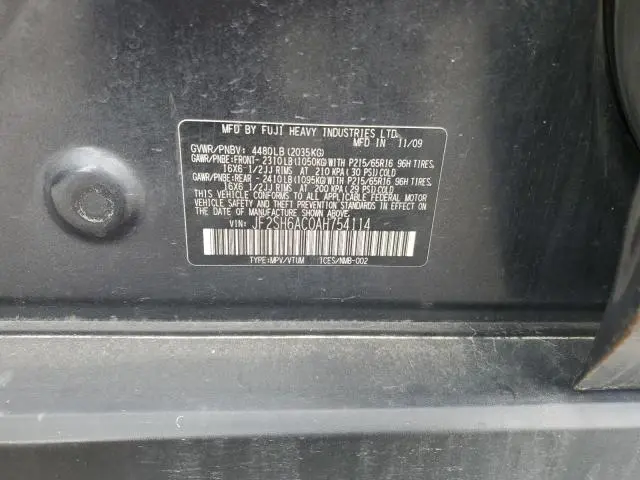 MFD BY FUJI HEAVY INDUSTRIES LTD.
MFD. IN 11/09
GVWR/PNBV: 4480LB (2035KG)
GAWR/PNBE:FRONT- 2310LB(1050KG)WITH P215/65R16 96H TIRES,
16X6 1/2JJ RIMS AT 210 KPA(30 PSI)COLD
GAWR/PNBE:REAR - 2410LB(1095KG)WITH P215/65R16 96H TIRES,
16X6 1/2JJ RIMS AT 200 KPA(29 PSI)COLD
THIS VEHICLE CONFORMS TO ALL APPLICABLE FEDERAL MOTOR
VEHICLE SAFETY, BUMPER, AND THEFT PREVENTION STANDARDS
IN EFFECT ON THE DATE OF MANUFACTURE SHOWN ABOVE.
VIN: JF2SH6AC0AH754114
TYPE:MPV/VTUM ICES/NMB-002